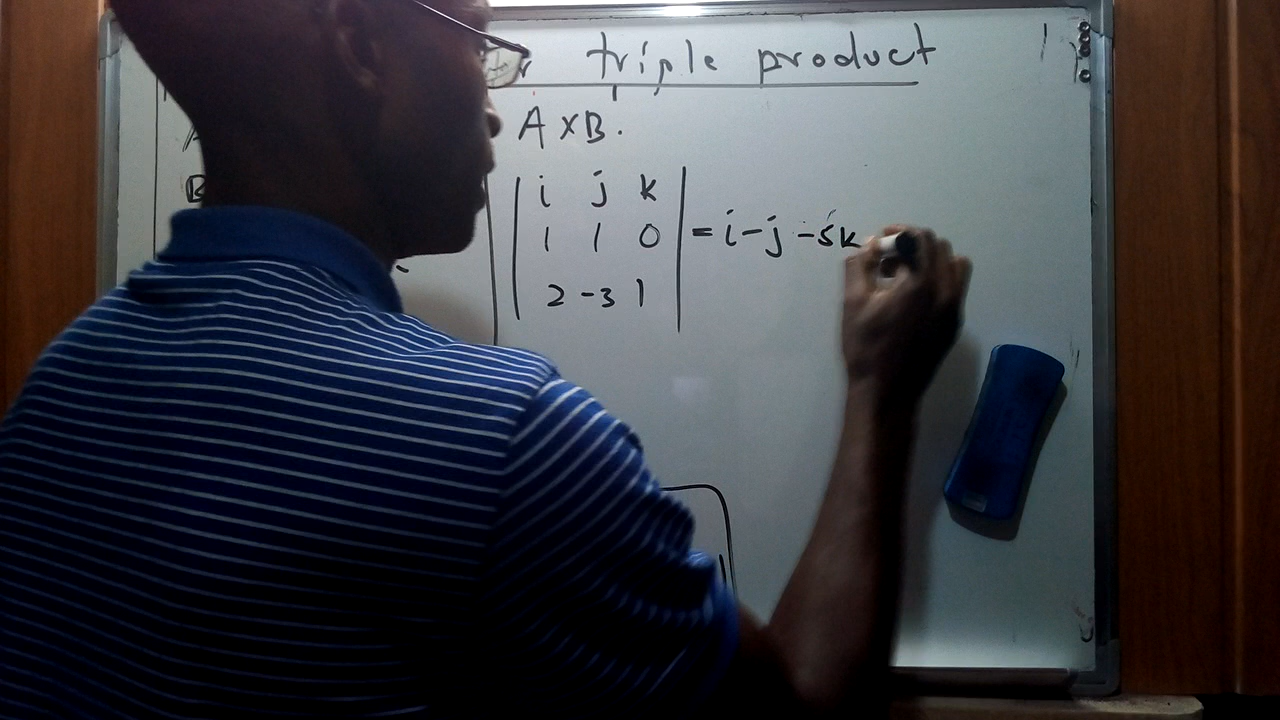 triple product
A × B.
i j k
1 1 0 = i - j - 5k
2 -3 1